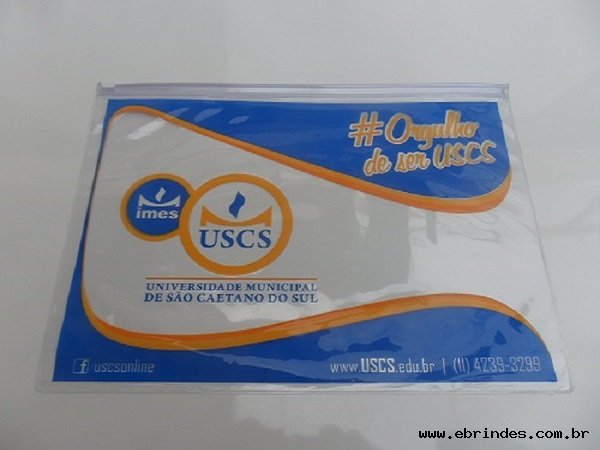 # Orgulho
de ser USCS
imes
USCS
UNIVERSIDADE MUNICIPAL
DE SÃO CAETANO DO SUL
f uscsonline
www.USCS.edu.br | (11) 4239-3299
www.ebrindes.com.br